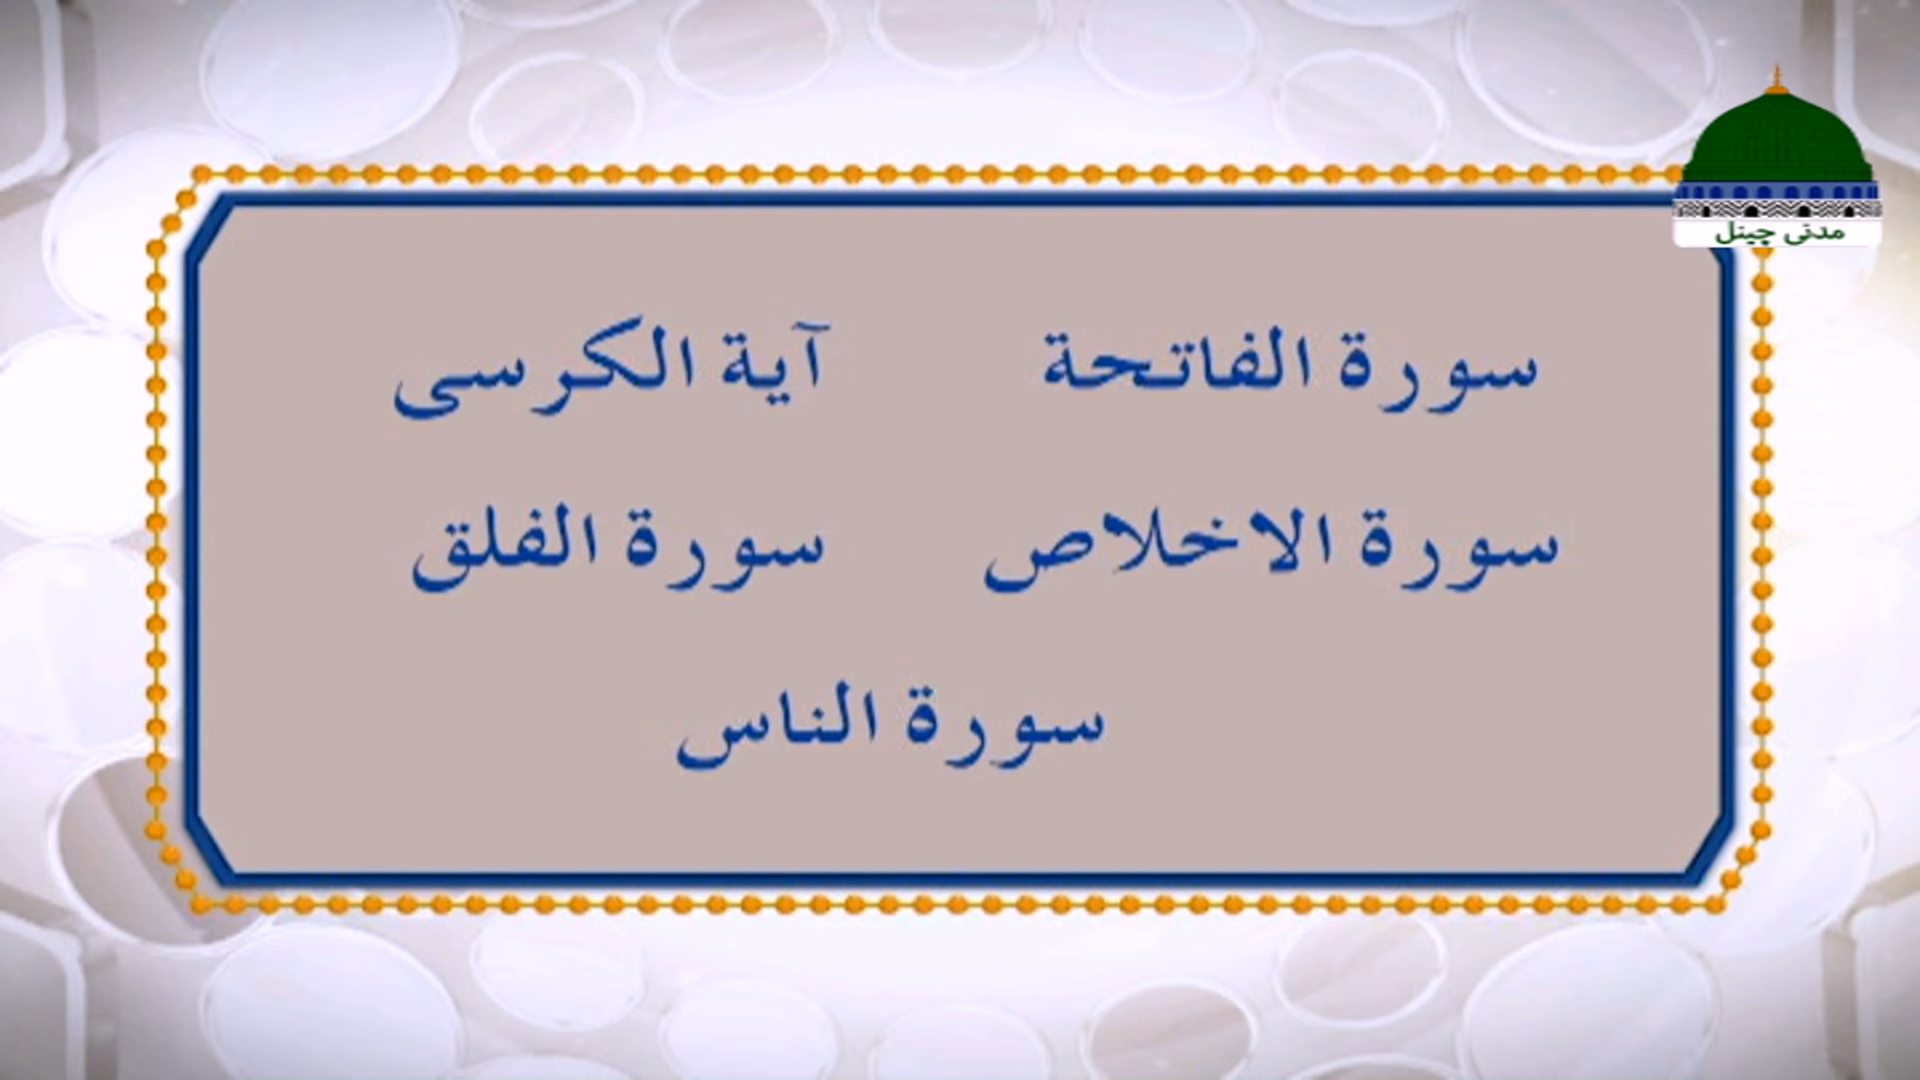 مدنی چینل
سورة الفاتحة آية الكرسى
سورة الاخلاص سورة الفلق
سورة الناس